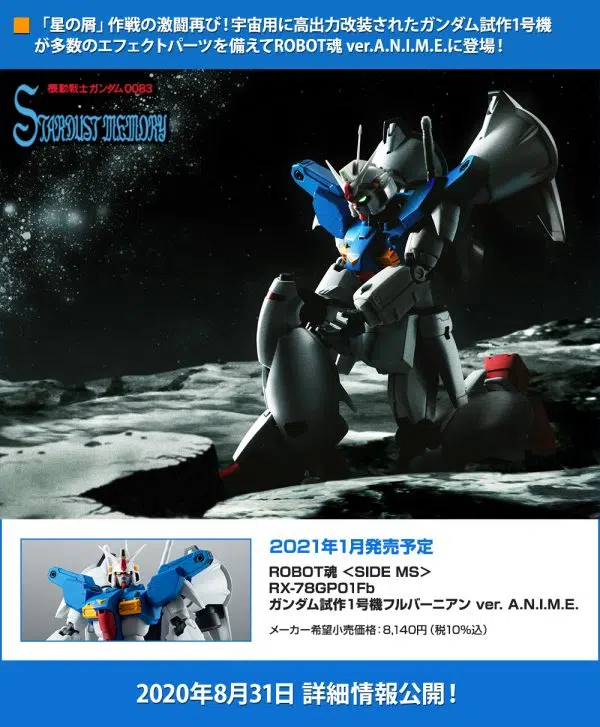 「星の屑」作戦の激闘再び！宇宙用に高出力改装されたガンダム試作1号機
が多数のエフェクトパーツを備えてROBOT魂 ver.A.N.I.M.E.に登場！
機動戦士ガンダム0083
STARDUST MEMORY
2021年1月発売予定
ROBOT魂 ＜SIDE MS＞
RX-78GP01Fb
ガンダム試作1号機フルバーニアン ver. A.N.I.M.E.
メーカー希望小売価格：8,140円（税10%込）
2020年8月31日 詳細情報公開！